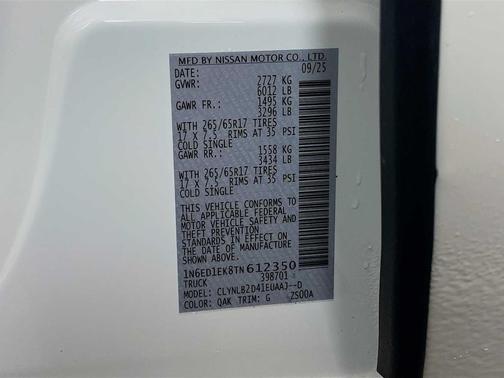 MFD BY NISSAN MOTOR CO., LTD.
DATE: 09/25
GVWR: 2727 KG
6012 LB
GAWR FR.: 1495 KG
3296 LB
WITH 265/65R17 TIRES
17 X 7.5 RIMS AT 35 PSI
COLD SINGLE
GAWR RR.: 1558 KG
3434 LB
WITH 265/65R17 TIRES
17 X 7.5 RIMS AT 35 PSI
COLD SINGLE
THIS VEHICLE CONFORMS TO
ALL APPLICABLE FEDERAL
MOTOR VEHICLE SAFETY AND
THEFT PREVENTION
STANDARDS IN EFFECT ON
THE DATE OF MANUFACTURE
SHOWN ABOVE.
1N6ED1EK8TN612350
TRUCK 398701
MODEL: CLYNLB2D41EUAAJ--D
COLOR: QAK TRIM: G ZS00A